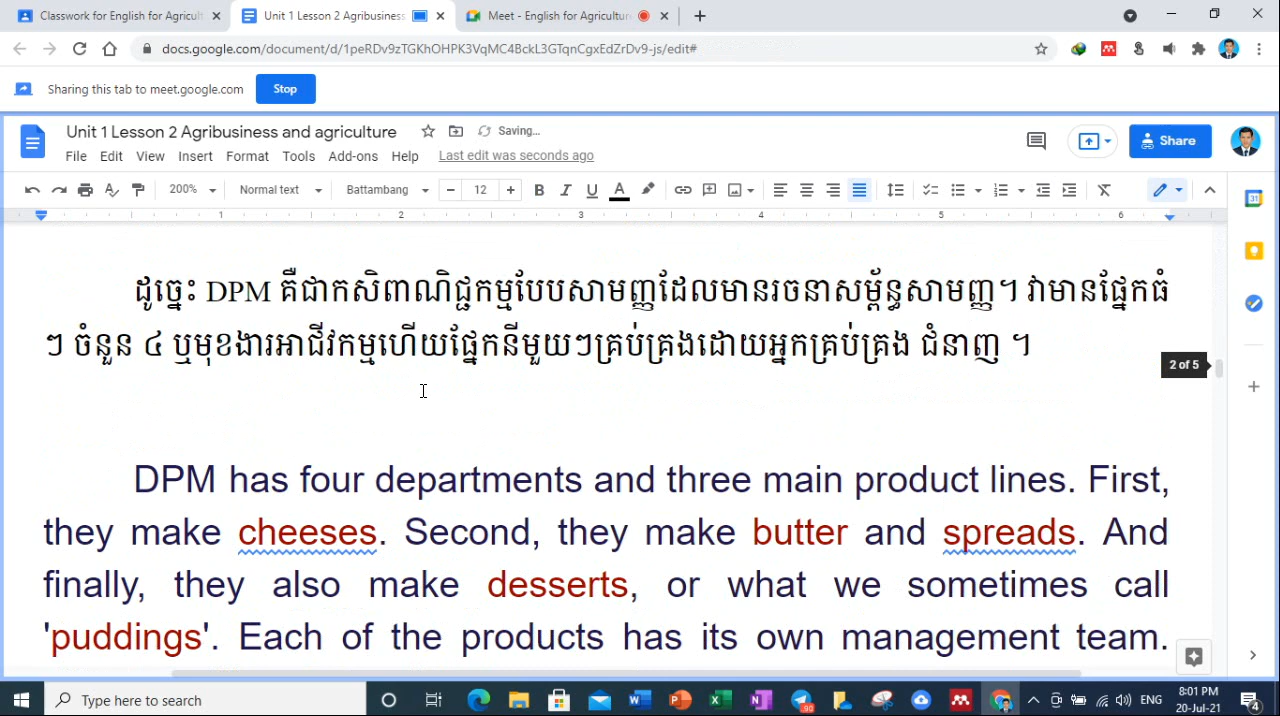 Classwork for English for Agricult
Unit 1 Lesson 2 Agribusiness
Meet - English for Agricultur
docs.google.com/document/d/1peRDv9zTGKhOHPK3VqMC4BtkxL3GTqnCgxEdZrDv9-js/edit#
Sharing this tab to meet.google.com
Stop
Unit 1 Lesson 2 Agribusiness and agriculture
Saving...
Share
File Edit View Insert Format Tools Add-ons Help Last edit was seconds ago
200% Normal text Battambang 12
1 2 3 4 5 6
ដូច្នេះ DPM គឺជាកសិពាណិជ្ជកម្មបែបសាមញ្ញដែលមានរចនាសម្ព័ន្ធសាមញ្ញ។ វាមានផ្នែកធំ
ៗ ចំនួន ៤ ឬមុខងារអាជីវកម្មហើយផ្នែកនីមួយៗគ្រប់គ្រងដោយអ្នកគ្រប់គ្រង ជំនាញ ។
2 of 5
DPM has four departments and three main product lines. First,
they make cheeses. Second, they make butter and spreads. And
finally, they also make desserts, or what we sometimes call
'puddings'. Each of the products has its own management team.
Type here to search
ENG
8:01 PM
20-Jul-21
4